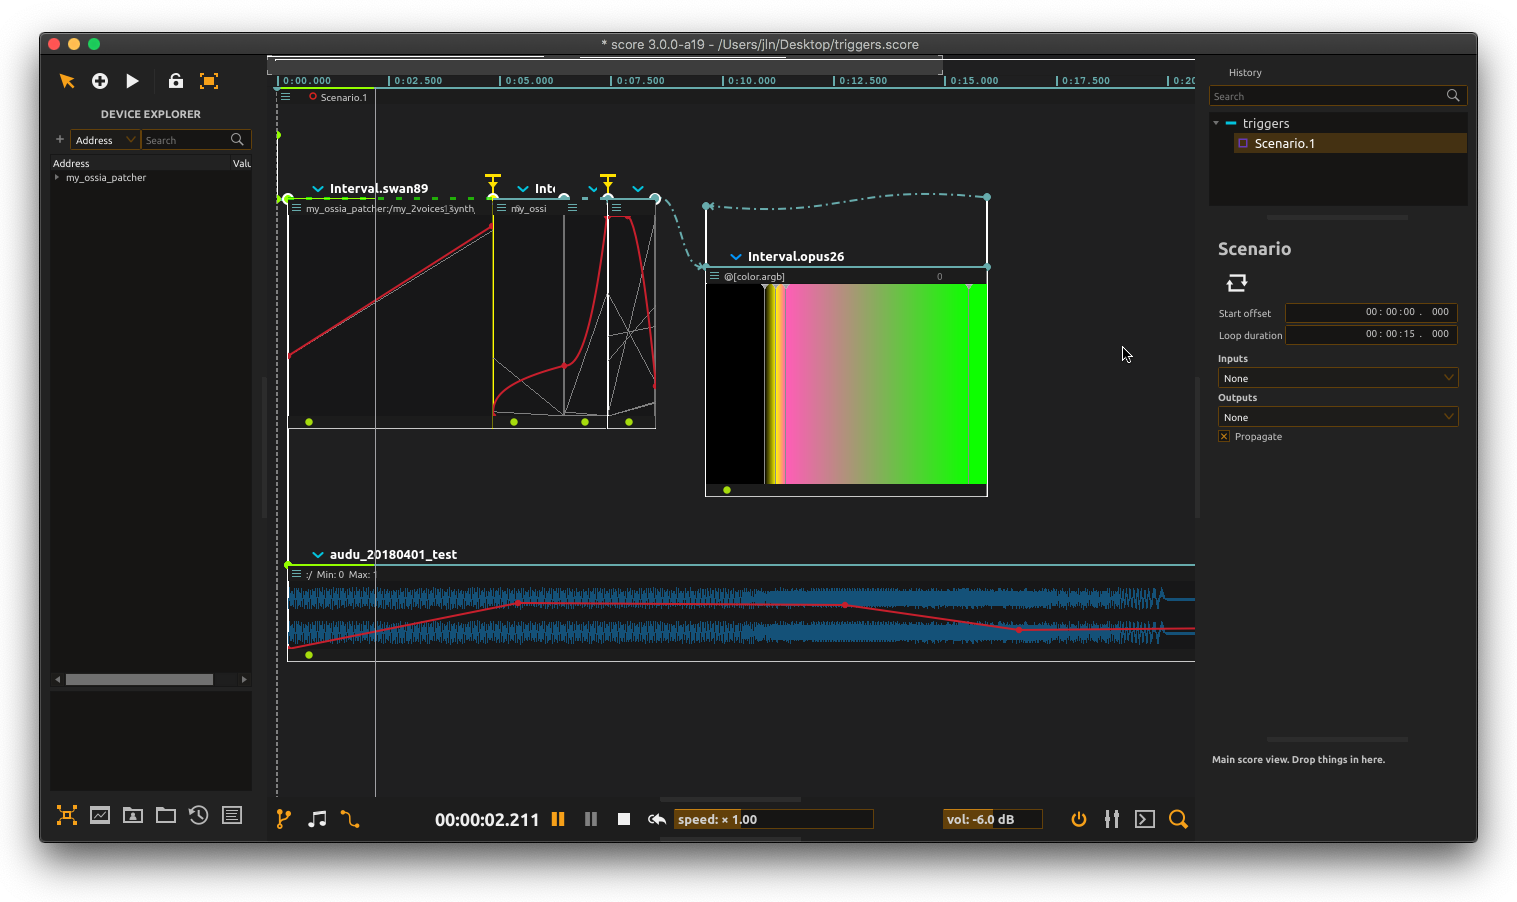 * score 3.0.0-a19 - /Users/jln/Desktop/triggers.score
DEVICE EXPLORER
+ Address Search
Address Valu
my_ossia_patcher
0:00.000 0:02.500 0:05.000 0:07.500 0:10.000 0:12.500 0:15.000 0:17.500 0:20
Scenario.1
Interval.swan89 Inte
my_ossia_patcher:/my_2voices synth my_ossi
Interval.opus26
@[color.argb] 0
audu_20180401_test
:/ Min: 0 Max: 1
00:00:02.211 speed: × 1.00 vol: -6.0 dB
History
Search
triggers
Scenario.1
Scenario
Start offset 00 : 00 : 00 . 000
Loop duration 00 : 00 : 15 . 000
Inputs
None
Outputs
None
Propagate
Main score view. Drop things in here.